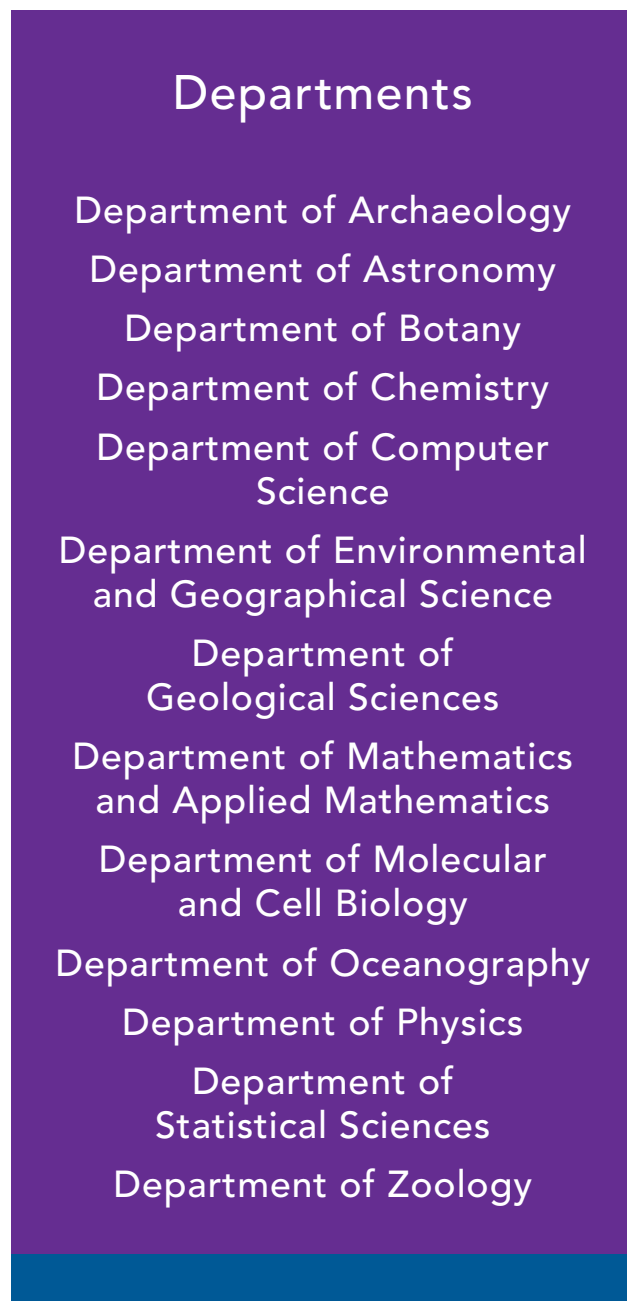 Departments
Department of Archaeology
Department of Astronomy
Department of Botany
Department of Chemistry
Department of Computer
Science
Department of Environmental
and Geographical Science
Department of
Geological Sciences
Department of Mathematics
and Applied Mathematics
Department of Molecular
and Cell Biology
Department of Oceanography
Department of Physics
Department of
Statistical Sciences
Department of Zoology